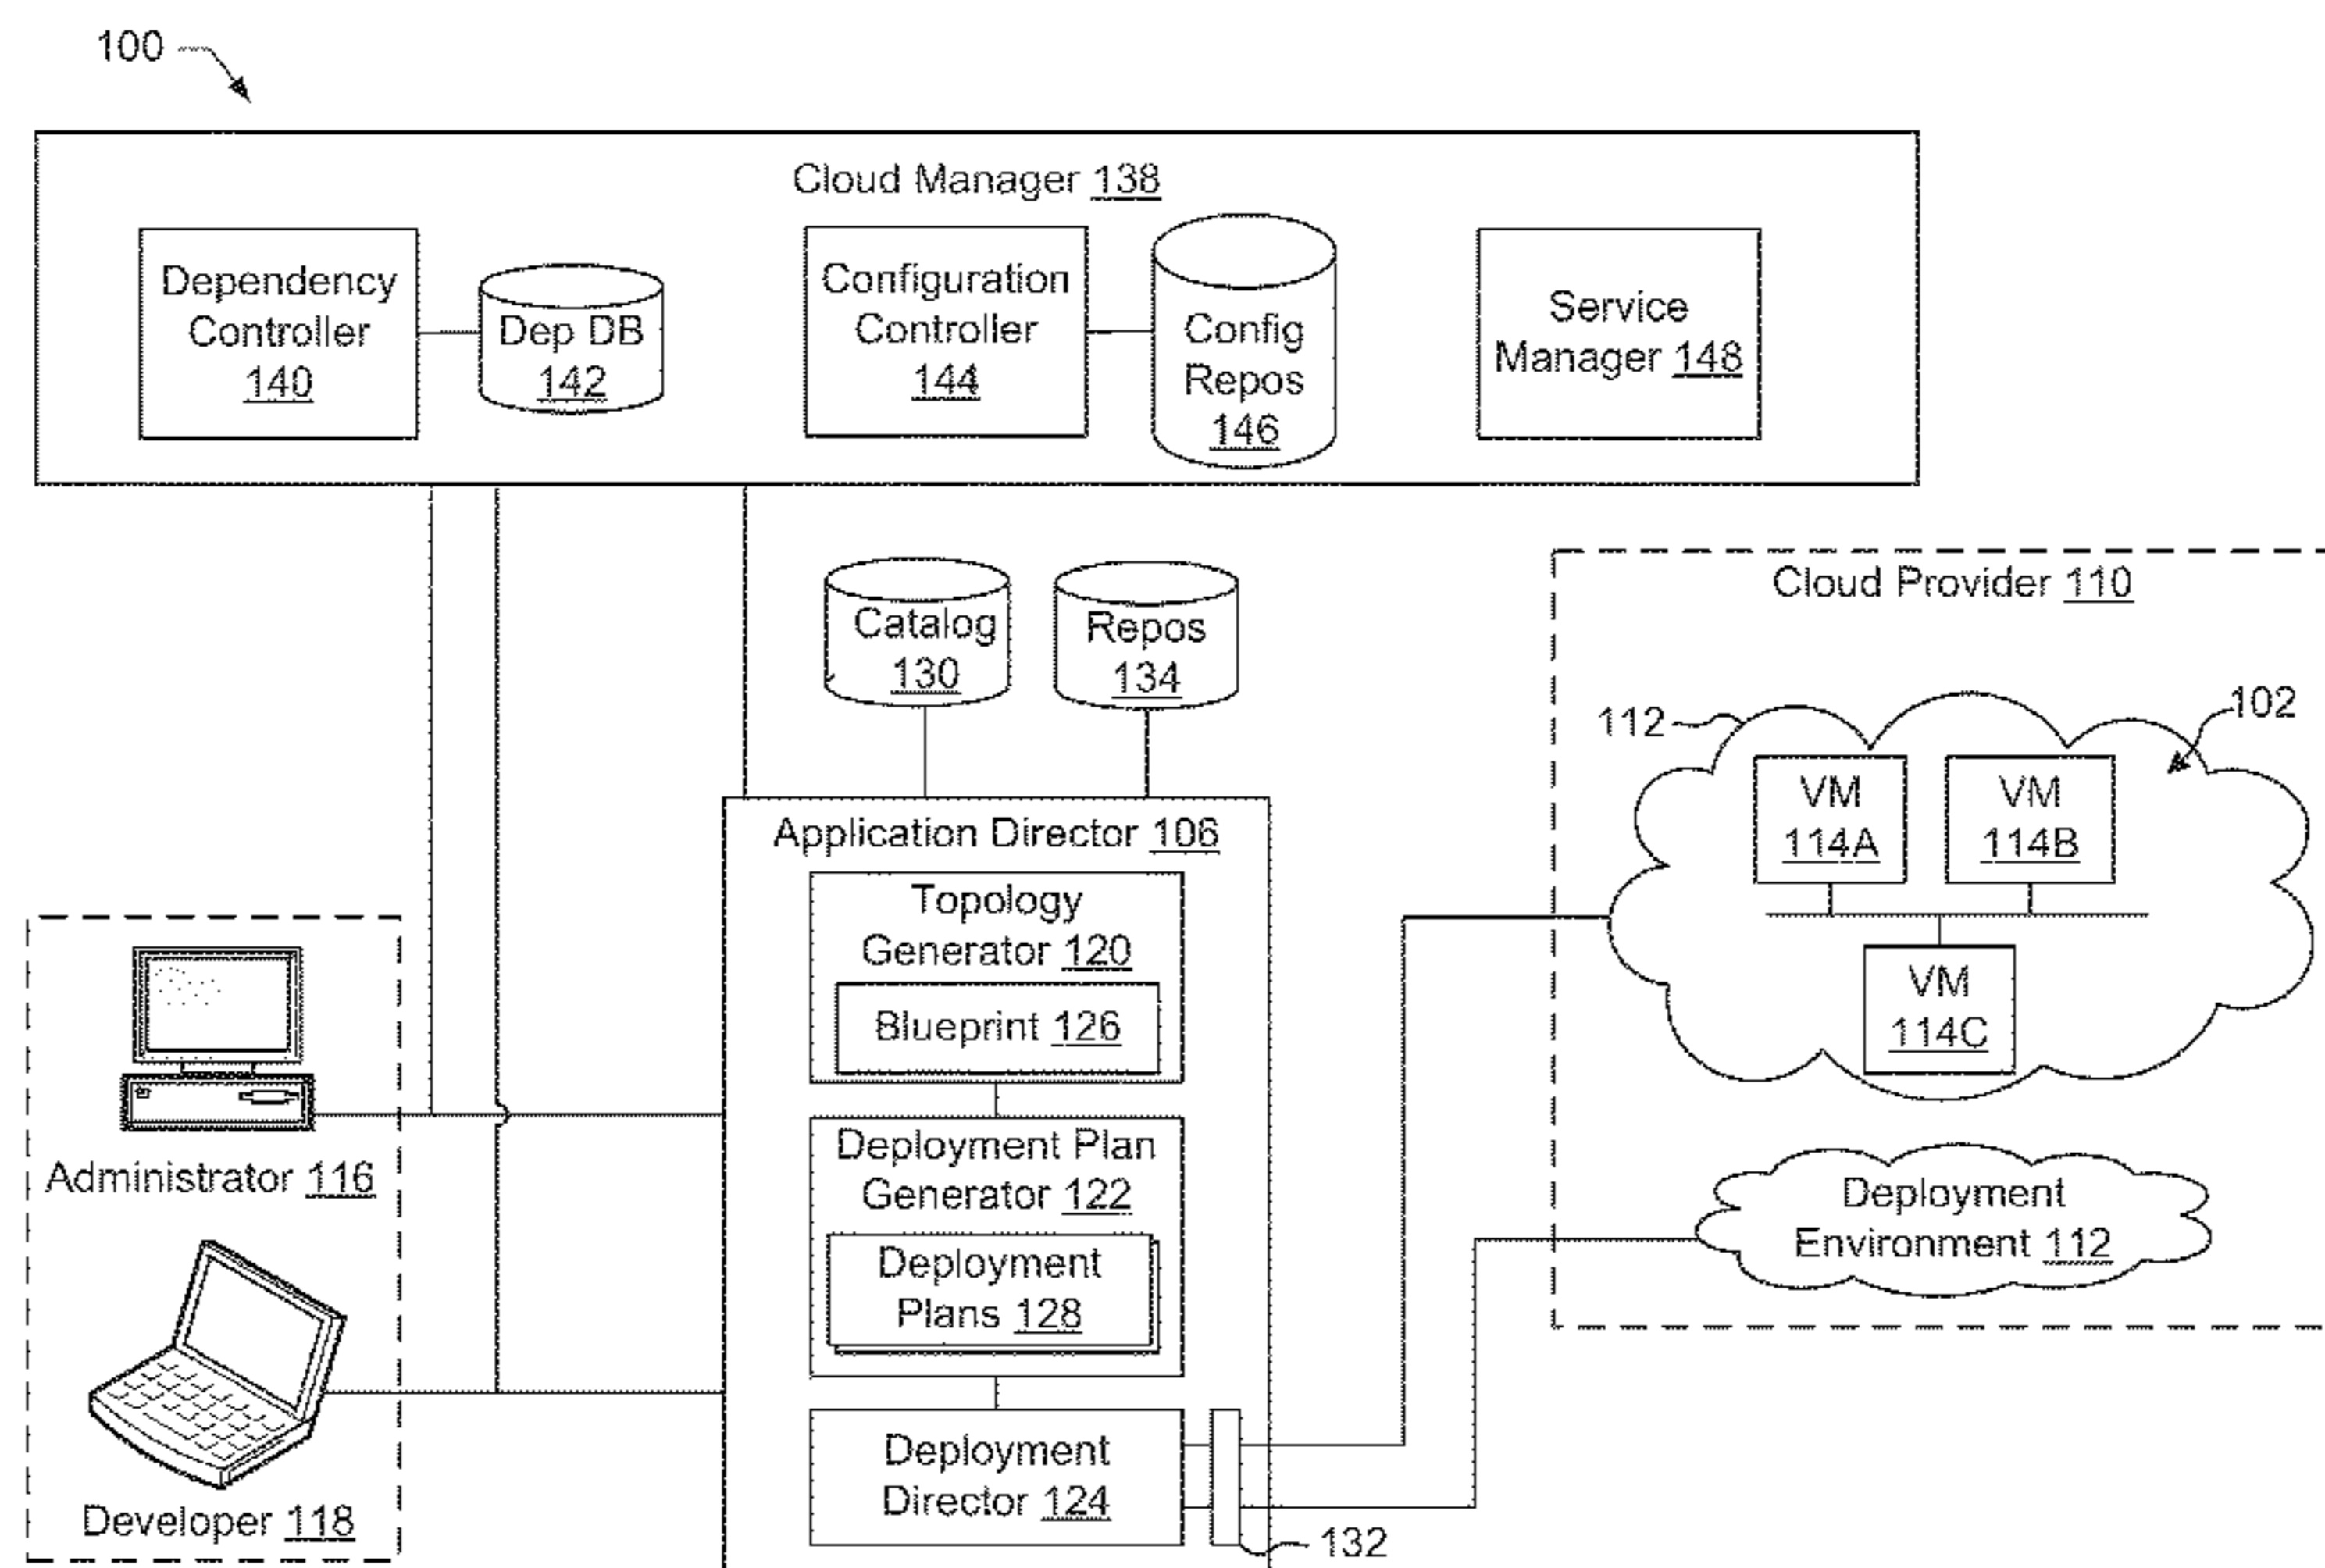 100
Cloud Manager 138
Dependency
Controller
140
Dep DB
142
Configuration
Controller
144
Config
Repos
146
Service
Manager 148
Catalog
130
Repos
134
Cloud Provider 110
112
102
VM
114A
VM
114B
VM
114C
Application Director 106
Topology
Generator 120
Blueprint 126
Administrator 116
Deployment Plan
Generator 122
Deployment
Plans 128
Deployment
Environment 112
Developer 118
Deployment
Director 124
132